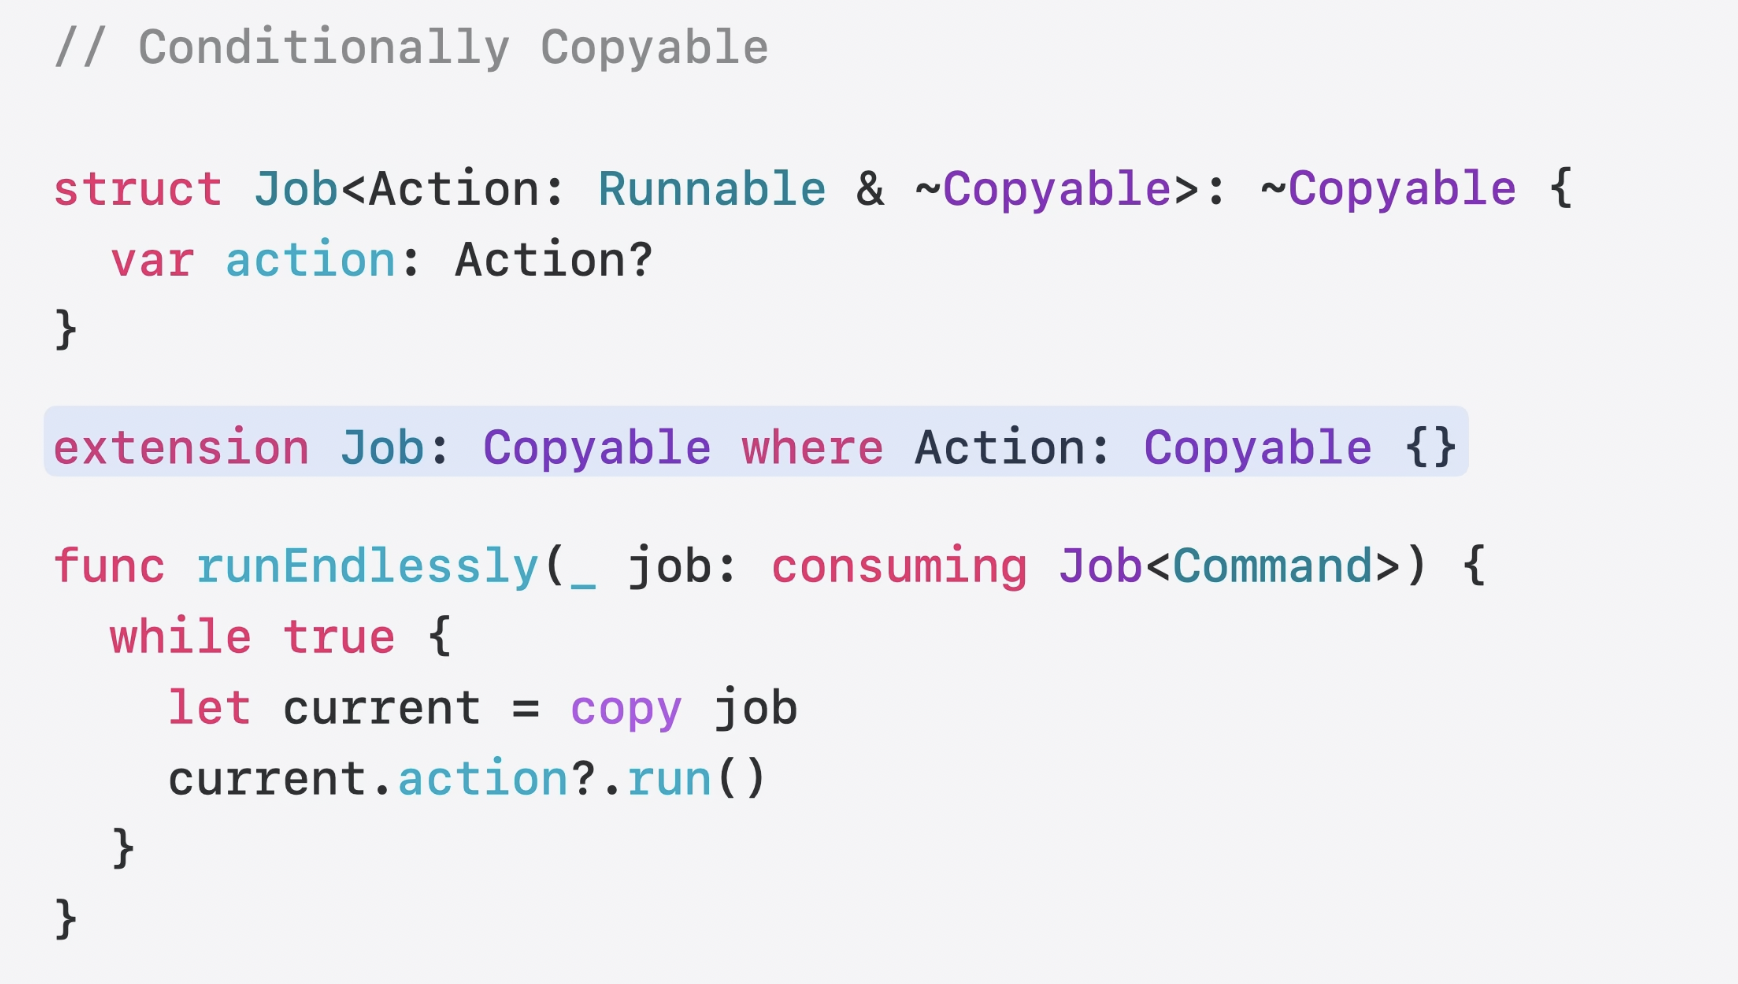 // Conditionally Copyable
struct Job<Action: Runnable & ~Copyable>: ~Copyable {
  var action: Action?
}
extension Job: Copyable where Action: Copyable {}
func runEndlessly(_ job: consuming Job<Command>) {
  while true {
    let current = copy job
    current.action?.run()
  }
}